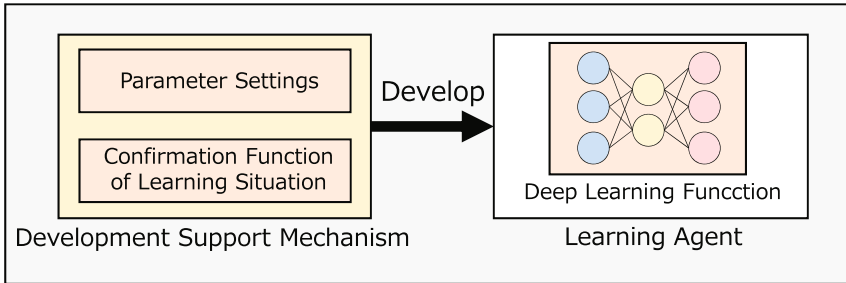 Parameter Settings
Confirmation Function
of Learning Situation
Development Support Mechanism
Develop
Deep Learning Funcction
Learning Agent